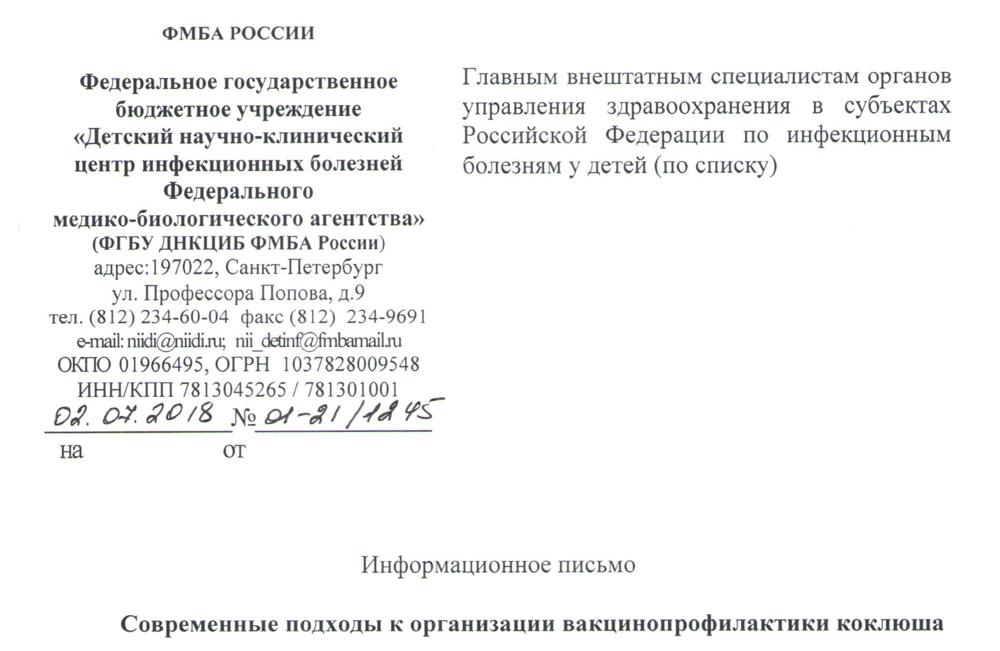 ФМБА РОССИИ
Федеральное государственное
бюджетное учреждение
«Детский научно-клинический
центр инфекционных болезней
Федерального
медико-биологического агентства»
(ФГБУ ДНКЦИБ ФМБА России)
адрес:197022, Санкт-Петербург
ул. Профессора Попова, д.9
тел. (812) 234-60-04 факс (812) 234-9691
e-mail: niidi@niidi.ru; nii_detinf@fmbamail.ru
ОКПО 01966495, ОГРН 1037828009548
ИНН/КПП 7813045265 / 781301001
02.07.2018 № 01-21/1245
на от
Главным внештатным специалистам органов
управления здравоохранения в субъектах
Российской Федерации по инфекционным
болезням у детей (по списку)
Информационное письмо
Современные подходы к организации вакцинопрофилактики коклюша